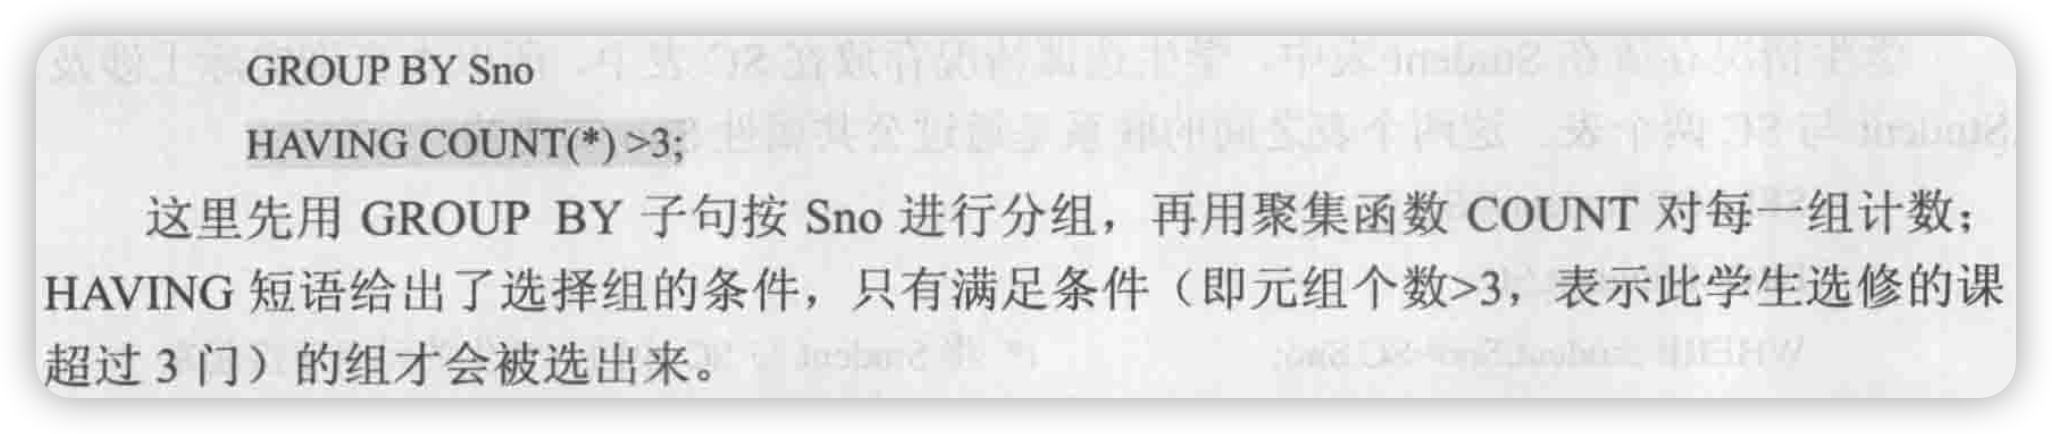 GROUP BY Sno
HAVING COUNT(*) >3;
这里先用 GROUP BY 子句按 Sno 进行分组，再用聚集函数 COUNT 对每一组计数；
HAVING 短语给出了选择组的条件，只有满足条件（即元组个数>3，表示此学生选修的课
超过 3 门）的组才会被选出来。